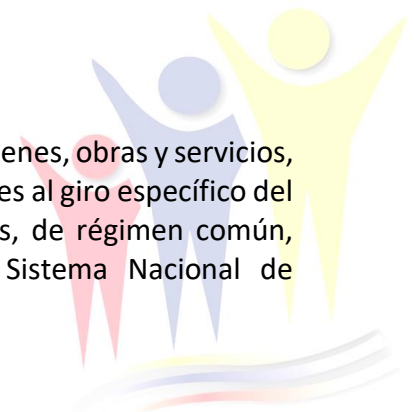 enes, obras y servicios,
es al giro específico del
s, de régimen común,
Sistema Nacional de